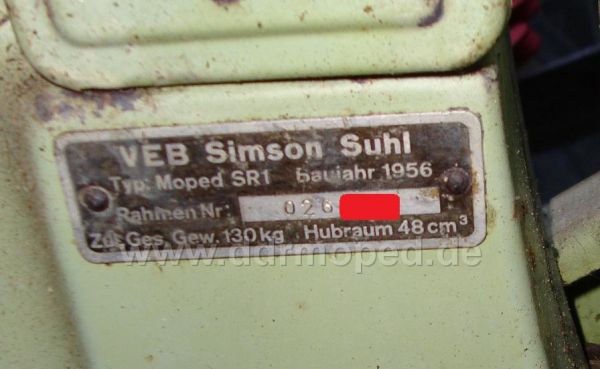 VEB Simson Suhl
Typ: Moped SR1 Baujahr 1956
Rahmen Nr. 026
Zul. Ges. Gew. 130 kg Hubraum 48 cm³
www.ddrmoped.de